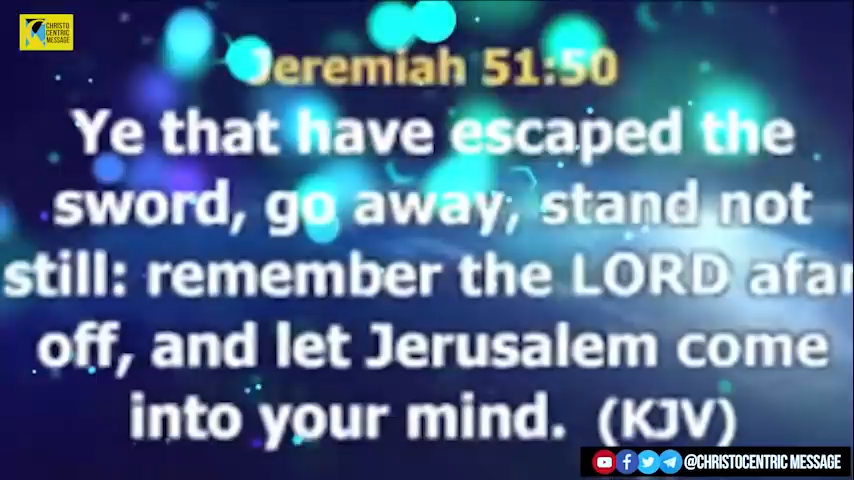 CHRISTO
CENTRIC
MESSAGE
Jeremiah 51:50
Ye that have escaped the
sword, go away, stand not
still: remember the LORD afar
off, and let Jerusalem come
into your mind. (KJV)
@CHRISTOCENTRIC MESSAGE